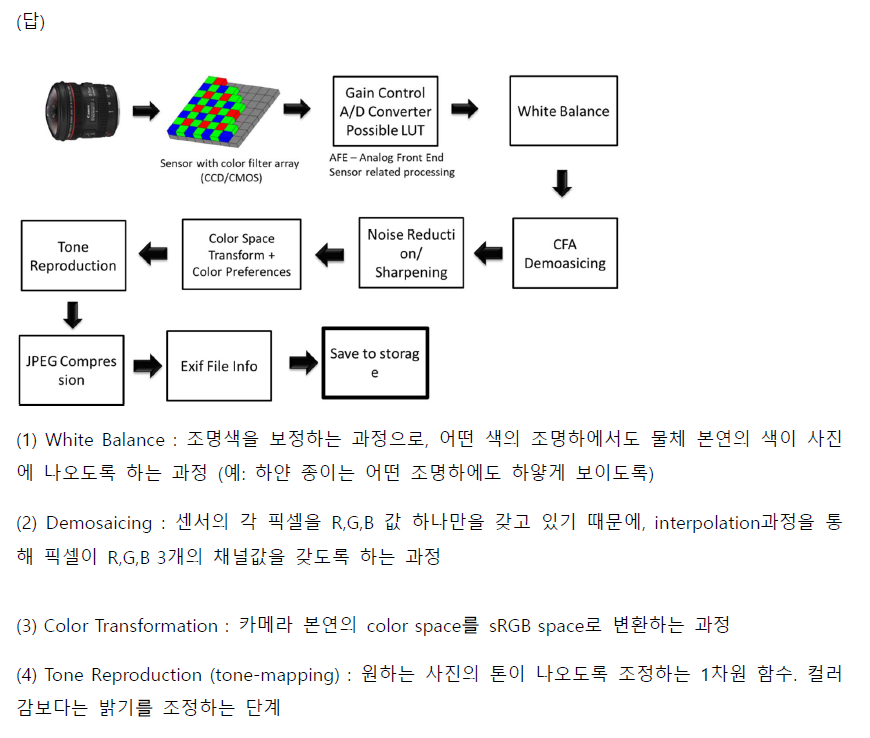 (답)
Sensor with color filter array
(CCD/CMOS)
Gain Control
A/D Converter
Possible LUT
AFE – Analog Front End
Sensor related processing
White Balance
CFA
Demoasicing
Noise Reducti
on/
Sharpening
Color Space
Transform +
Color Preferences
Tone
Reproduction
JPEG Compres
sion
Exif File Info
Save to storag
e
(1) White Balance : 조명색을 보정하는 과정으로, 어떤 색의 조명하에서도 물체 본연의 색이 사진
에 나오도록 하는 과정 (예: 하얀 종이는 어떤 조명하에도 하얗게 보이도록)
(2) Demosaicing : 센서의 각 픽셀을 R,G,B 값 하나만을 갖고 있기 때문에, interpolation과정을 통
해 픽셀이 R,G,B 3개의 채널값을 갖도록 하는 과정
(3) Color Transformation : 카메라 본연의 color space를 sRGB space로 변환하는 과정
(4) Tone Reproduction (tone-mapping) : 원하는 사진의 톤이 나오도록 조정하는 1차원 함수. 컬러
감보다는 밝기를 조정하는 단계